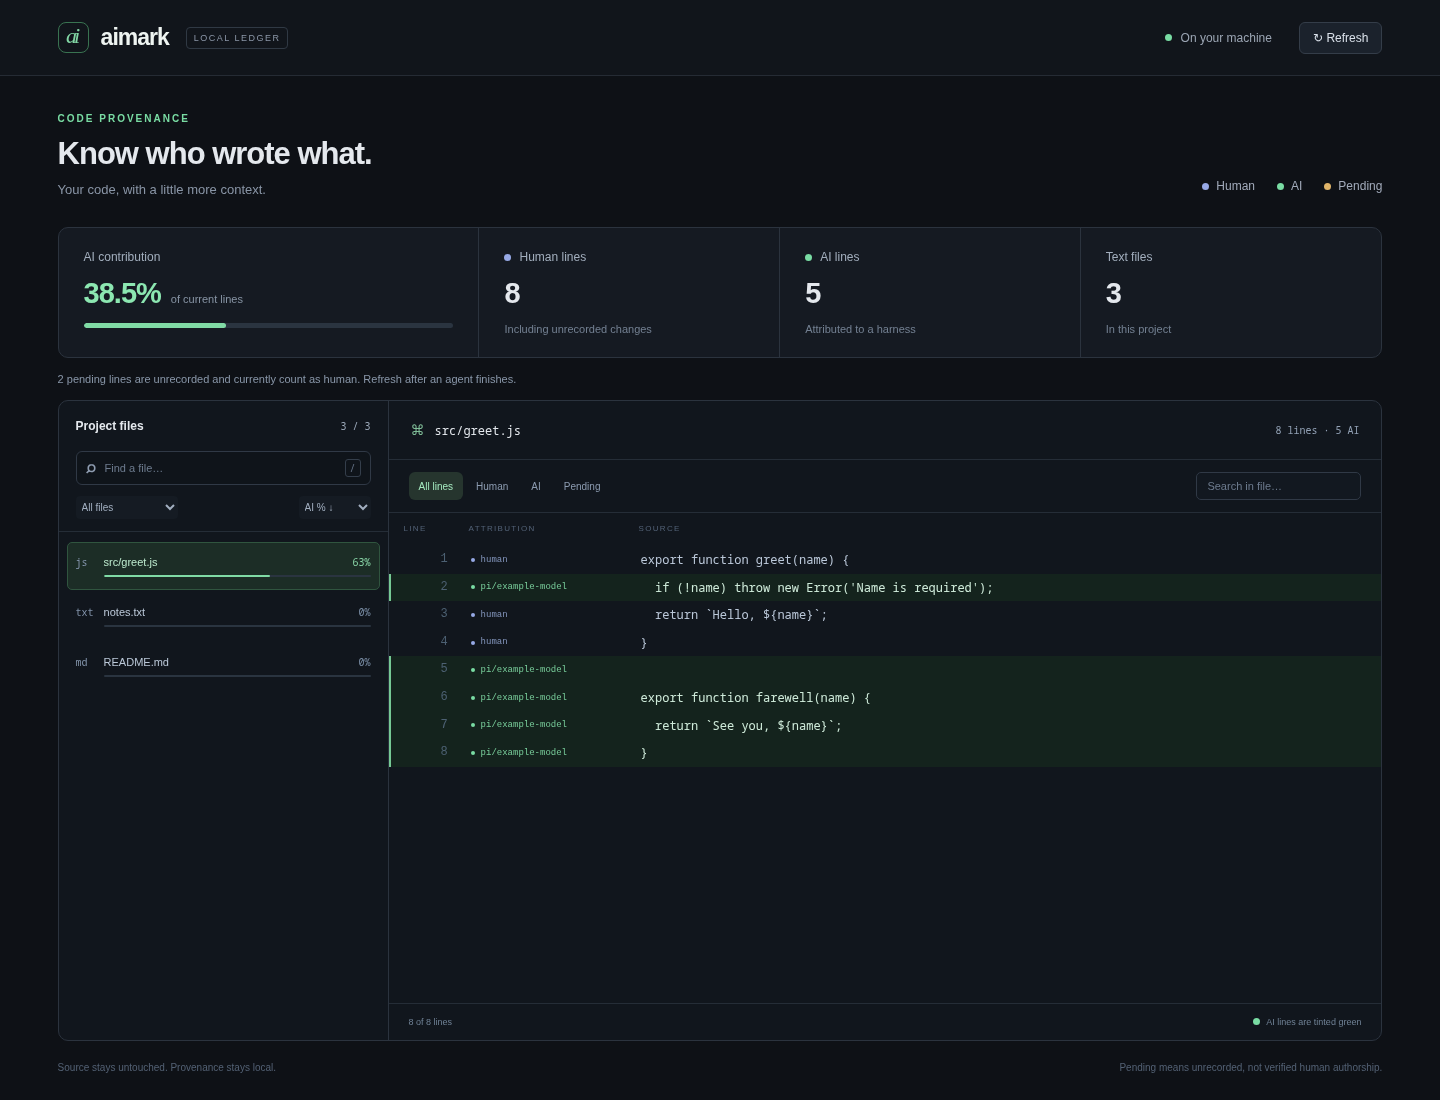 ai aimark LOCAL LEDGER On your machine ↻ Refresh
CODE PROVENANCE
Know who wrote what.
Your code, with a little more context.
Human AI Pending
AI contribution
38.5% of current lines
Human lines
8
Including unrecorded changes
AI lines
5
Attributed to a harness
Text files
3
In this project
2 pending lines are unrecorded and currently count as human. Refresh after an agent finishes.
Project files 3 / 3
Find a file… /
All files AI % ↓
js src/greet.js 63%
txt notes.txt 0%
md README.md 0%
⌘ src/greet.js 8 lines · 5 AI
All lines Human AI Pending Search in file…
LINE ATTRIBUTION SOURCE
1 human export function greet(name) {
2 pi/example-model if (!name) throw new Error('Name is required');
3 human return `Hello, ${name}`;
4 human }
5 pi/example-model
6 pi/example-model export function farewell(name) {
7 pi/example-model return `See you, ${name}`;
8 pi/example-model }
8 of 8 lines AI lines are tinted green
Source stays untouched. Provenance stays local. Pending means unrecorded, not verified human authorship.